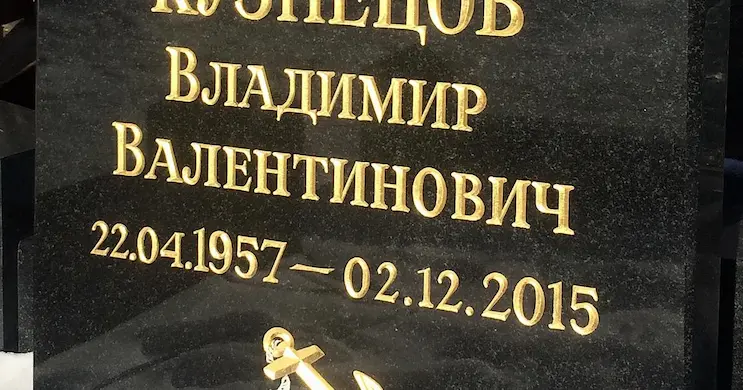 КУЗНЕЦОВ
ВЛАДИМИР
ВАЛЕНТИНОВИЧ
22.04.1957 — 02.12.2015